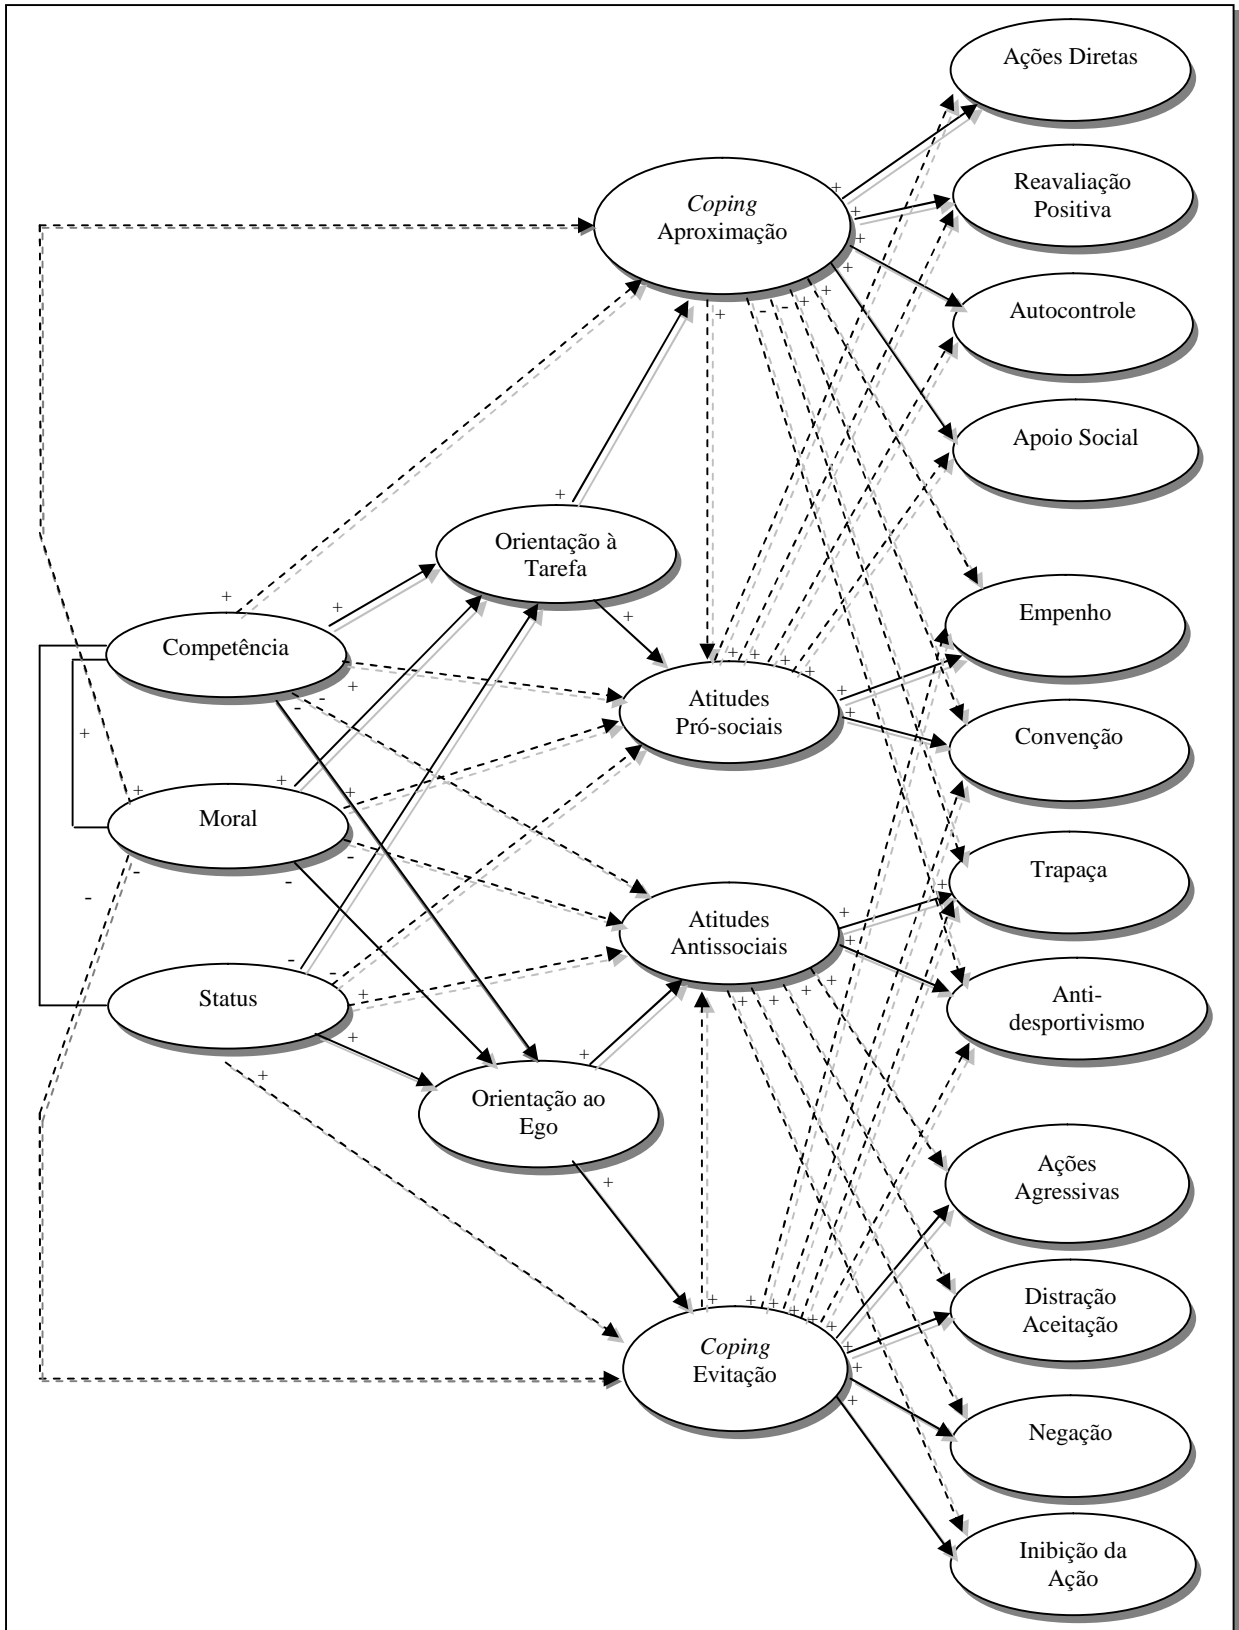 Ações Diretas
Reavaliação
Positiva
Coping
Aproximação
Autocontrole
Apoio Social
Orientação à
Tarefa
Empenho
Competência
Atitudes
Pró-sociais
Convenção
Moral
Trapaça
Atitudes
Antissociais
Status
Anti-
desportivismo
Orientação ao
Ego
Ações
Agressivas
Distração
Aceitação
Coping
Evitação
Negação
Inibição da
Ação